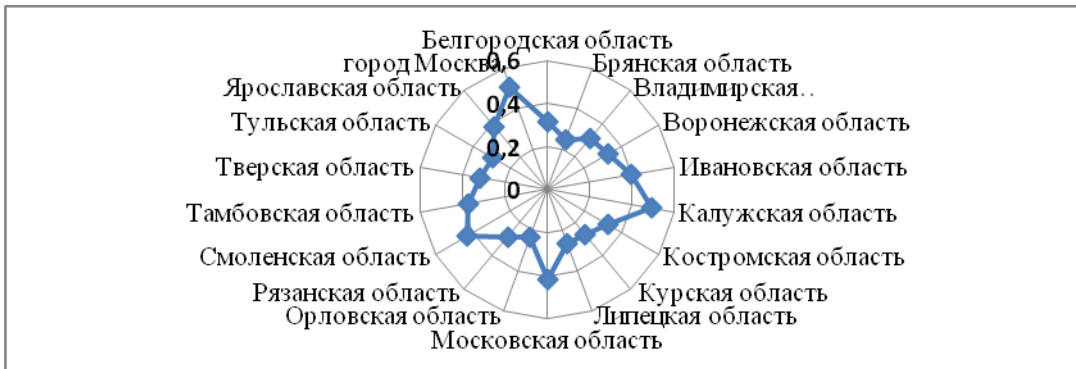 Белгородская область
Брянская область
Владимирская..
Воронежская область
Ивановская область
Калужская область
Костромская область
Курская область
Липецкая область
Московская область
Орловская область
Рязанская область
Смоленская область
Тамбовская область
Тверская область
Тульская область
Ярославская область
город Москва
0,6
0,4
0,2
0